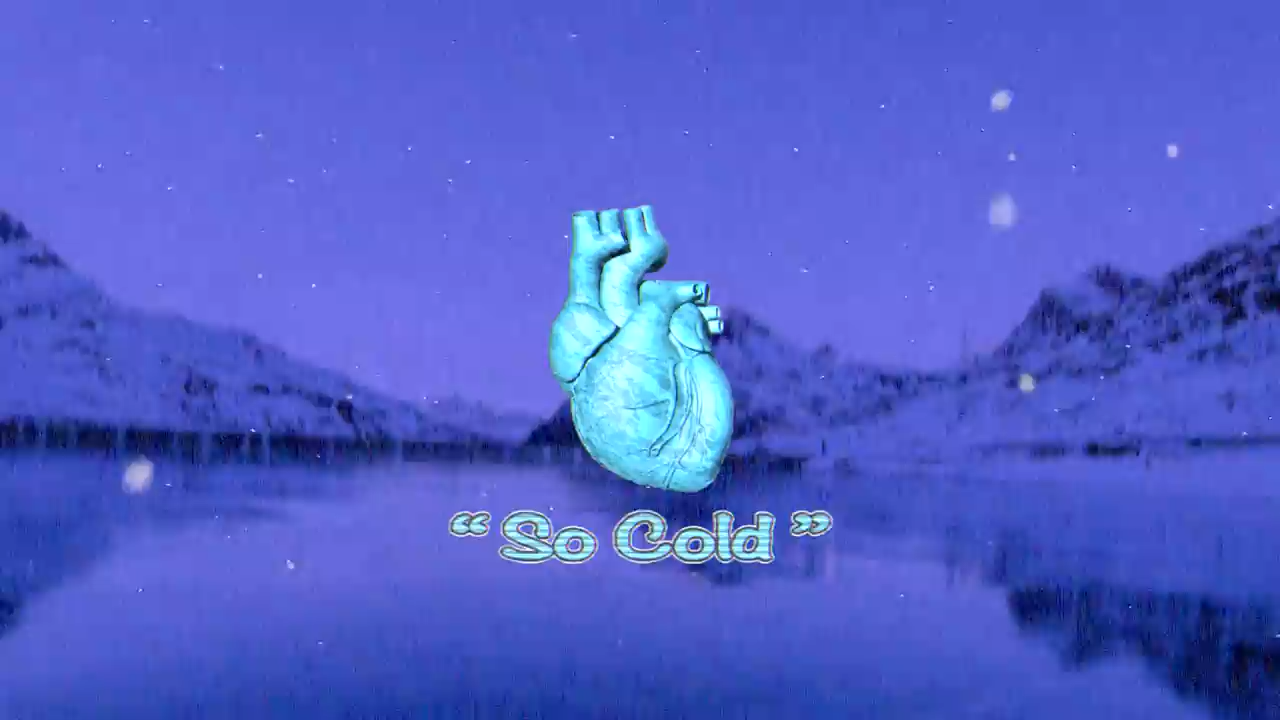 “ So Cold ”